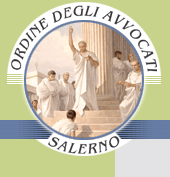 ORDINE DEGLI AVVOCATI
SALERNO